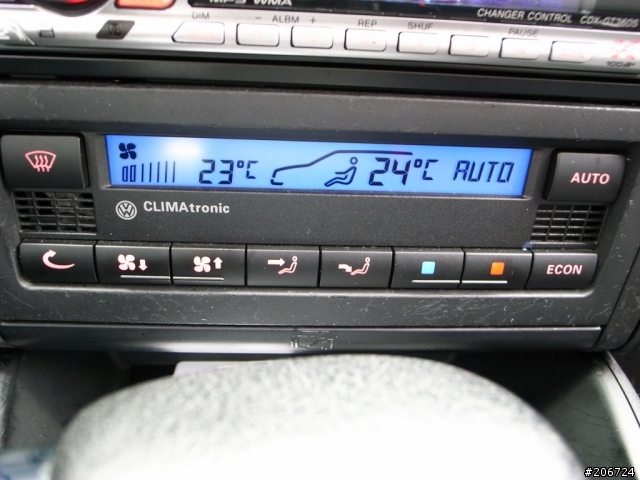 MP3 WMA
CHANGER CONTROL
DIM
- ALBM +
REP
SHUF
PAUSE
23°C
24°C AUTO
AUTO
CLIMAtronic
ECON
#206724